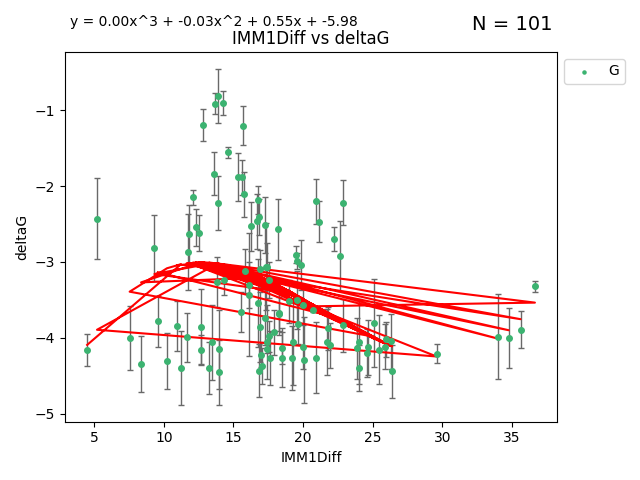 y = 0.00x^3 + -0.03x^2 + 0.55x + -5.98
N = 101
IMM1Diff vs deltaG
G
deltaG
−1
−2
−3
−4
−5
5 10 15 20 25 30 35
IMM1Diff